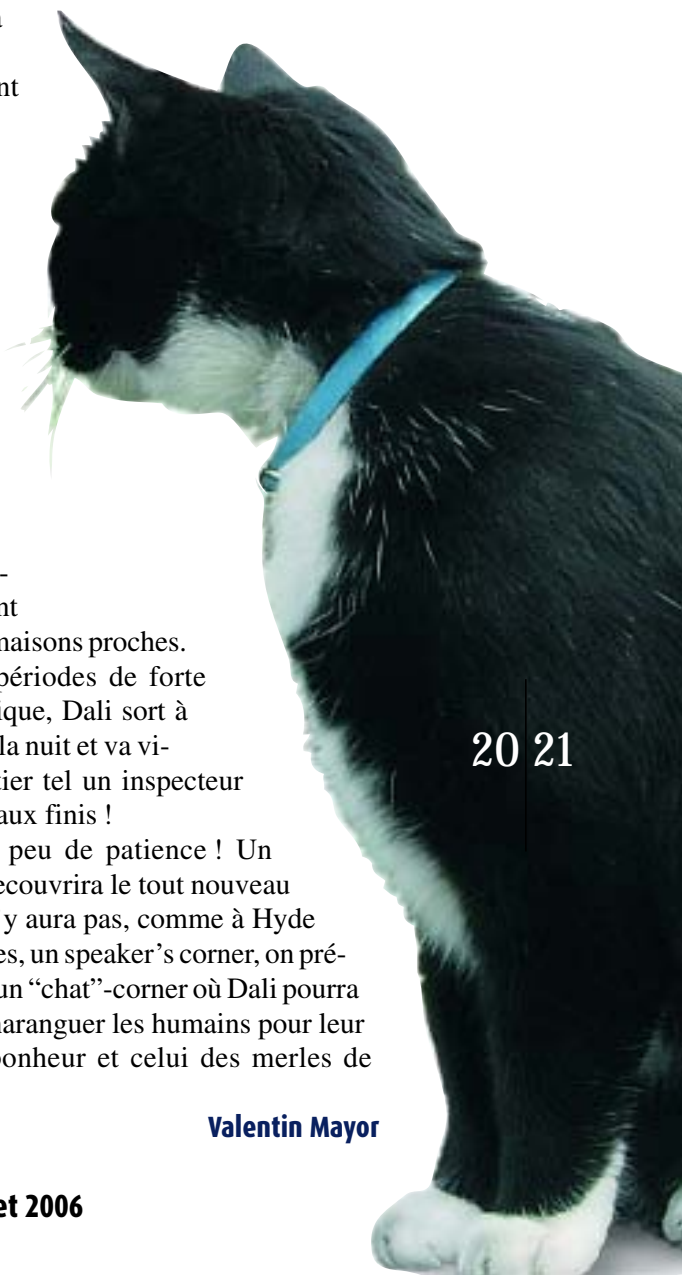 nt
-
nt
maisons proches.
périodes de forte
ique, Dali sort à
la nuit et va vi-
tier tel un inspecteur
aux finis !
peu de patience ! Un
ecouvrira le tout nouveau
y aura pas, comme à Hyde
es, un speaker’s corner, on pré-
un “chat”-corner où Dali pourra
haranguer les humains pour leur
bonheur et celui des merles de
Valentin Mayor
et 2006
20 21